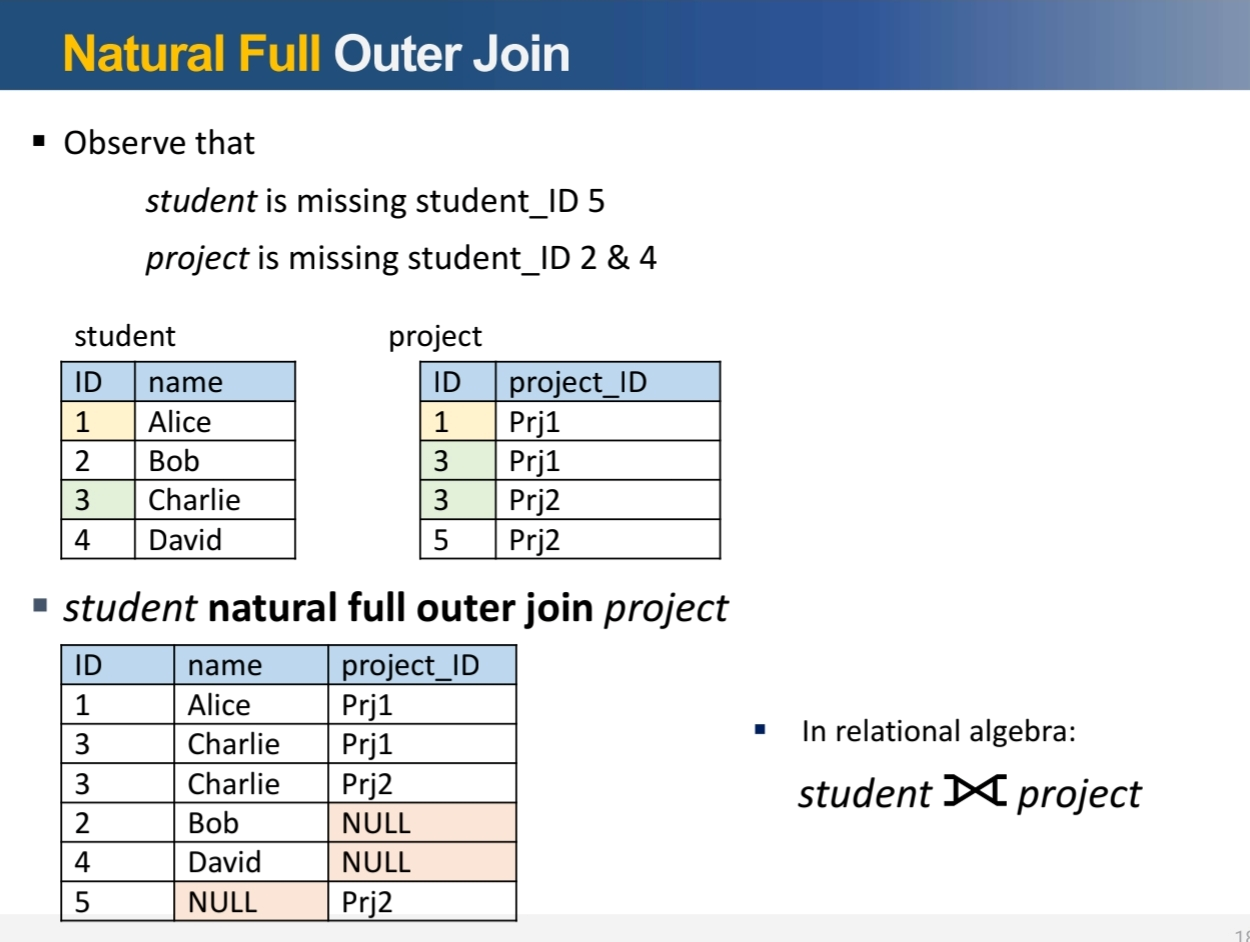 Natural Full Outer Join
▪ Observe that
student is missing student_ID 5
project is missing student_ID 2 & 4
student
ID name
1 Alice
2 Bob
3 Charlie
4 David
project
ID project_ID
1 Prj1
3 Prj1
3 Prj2
5 Prj2
▪ student natural full outer join project
ID name project_ID
1 Alice Prj1
3 Charlie Prj1
3 Charlie Prj2
2 Bob NULL
4 David NULL
5 NULL Prj2
▪ In relational algebra:
student ⟗ project